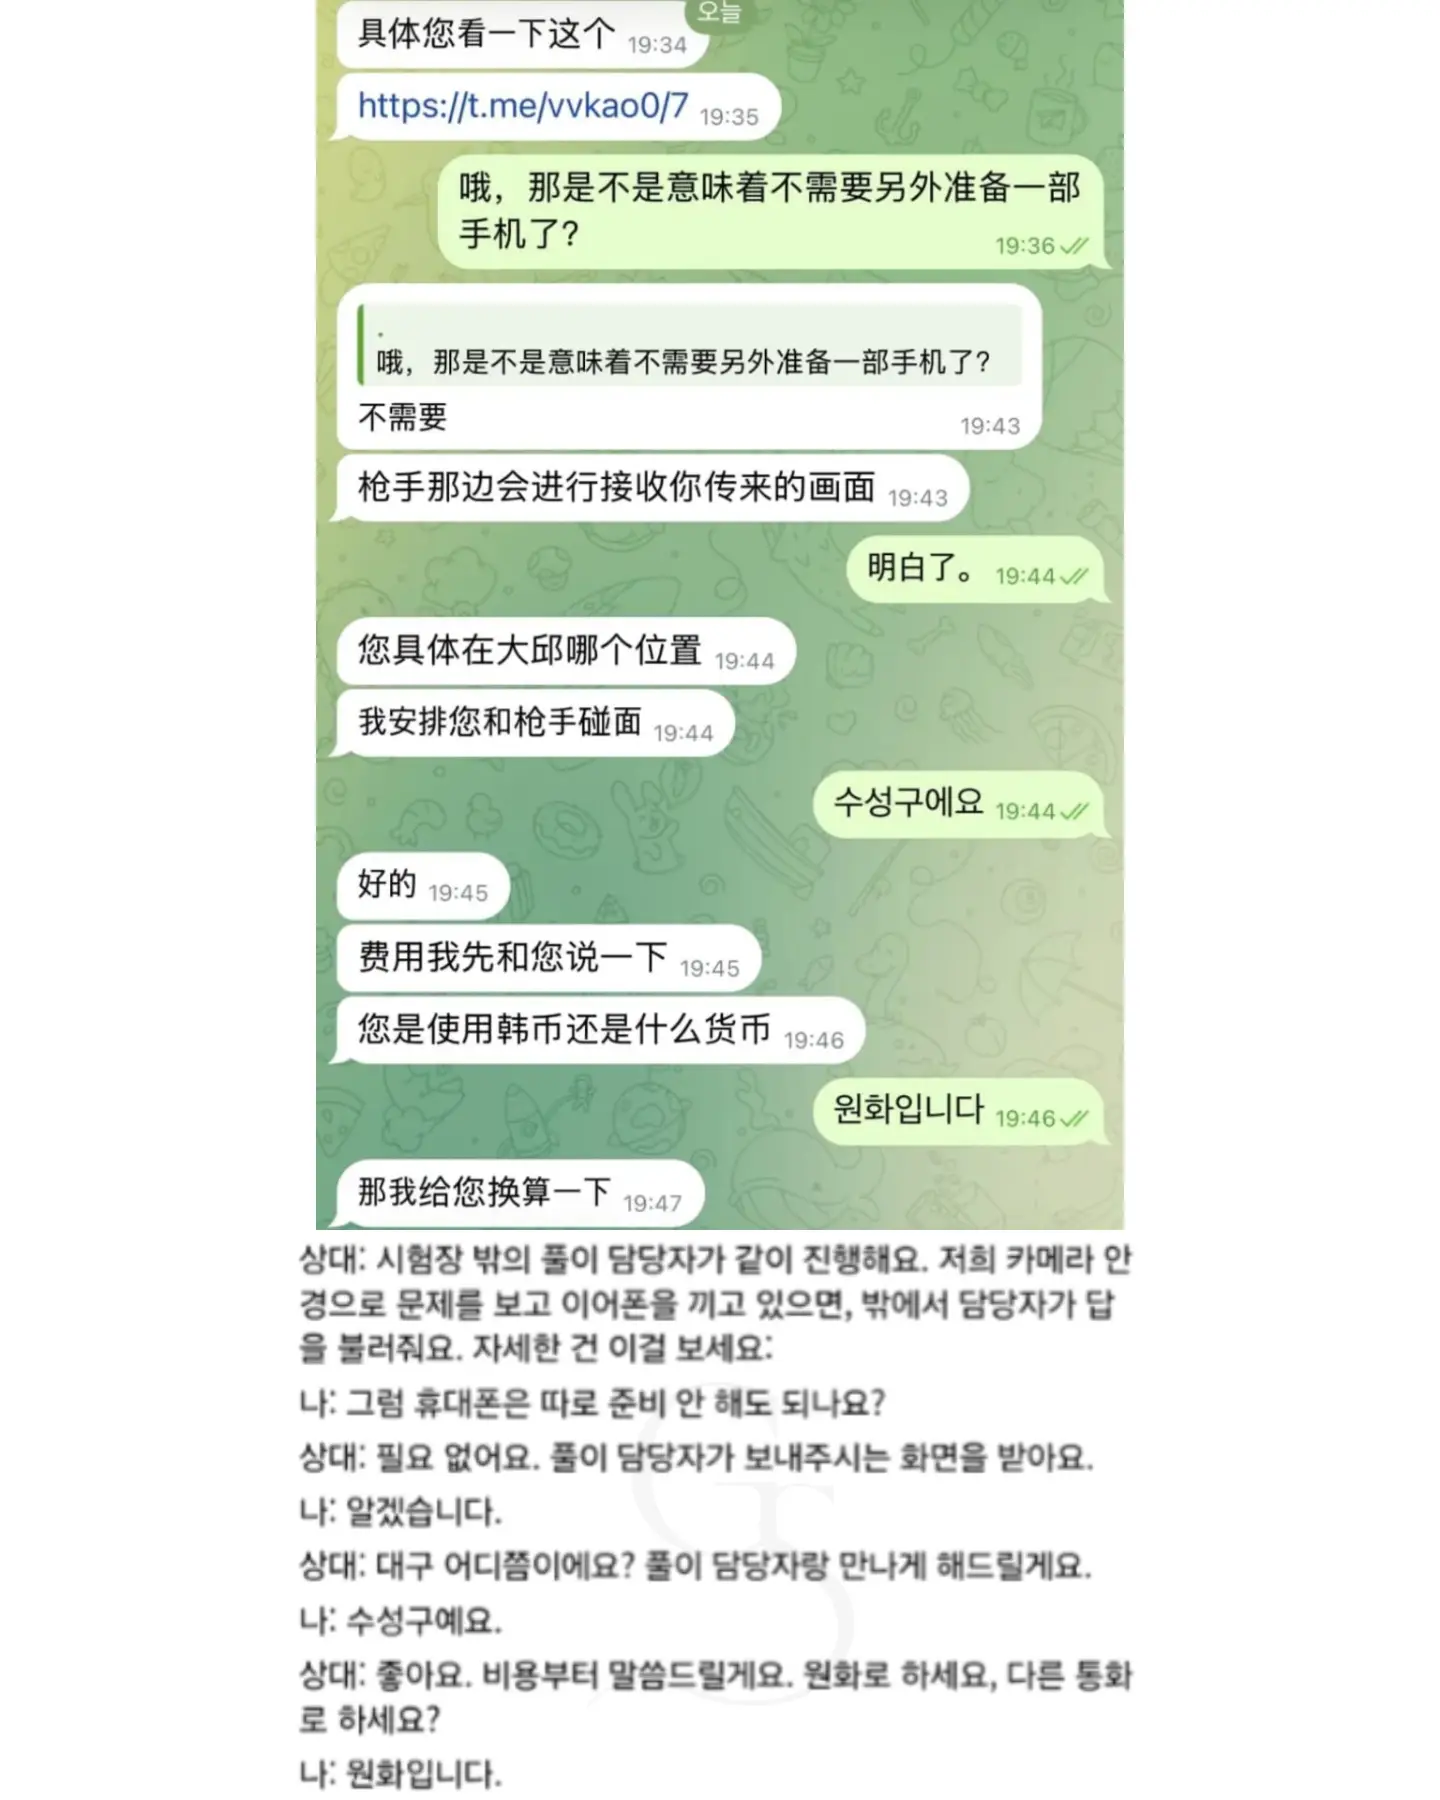 오늘
具体您看一下这个 19:34
https://t.me/vvkao0/7 19:35
哦，那是不是意味着不需要另外准备一部
手机了？ 19:36
.
哦，那是不是意味着不需要另外准备一部手机了？
不需要 19:43
枪手那边会进行接收你传来的画面 19:43
明白了。 19:44
您具体在大邱哪个位置 19:44
我安排您和枪手碰面 19:44
수성구에요 19:44
好的 19:45
费用我先和您说一下 19:45
您是使用韩币还是什么货币 19:46
원화입니다 19:46
那我给您换算一下 19:47
상대: 시험장 밖의 풀이 담당자가 같이 진행해요. 저희 카메라 안
경으로 문제를 보고 이어폰을 끼고 있으면, 밖에서 담당자가 답
을 불러줘요. 자세한 건 이걸 보세요:
나: 그럼 휴대폰은 따로 준비 안 해도 되나요?
상대: 필요 없어요. 풀이 담당자가 보내주시는 화면을 받아요.
나: 알겠습니다.
상대: 대구 어디쯤이에요? 풀이 담당자랑 만나게 해드릴게요.
나: 수성구예요.
상대: 좋아요. 비용부터 말씀드릴게요. 원화로 하세요, 다른 통화
로 하세요?
나: 원화입니다.